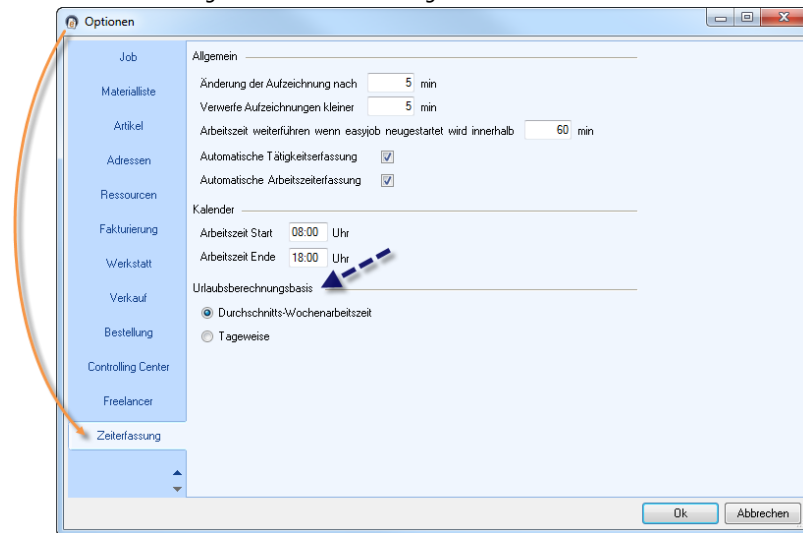 Optionen
Job
Materialliste
Artikel
Adressen
Ressourcen
Fakturierung
Werkstatt
Verkauf
Bestellung
Controlling Center
Freelancer
Zeiterfassung
Allgemein
Änderung der Aufzeichnung nach 5 min
Verwerfe Aufzeichnungen kleiner 5 min
Arbeitszeit weiterführen wenn easyjob neugestartet wird innerhalb 60 min
Automatische Tätigkeitserfassung
Automatische Arbeitszeiterfassung
Kalender
Arbeitszeit Start 08:00 Uhr
Arbeitszeit Ende 18:00 Uhr
Urlaubsberechnungsbasis
Durchschnitts-Wochenarbeitszeit
Tageweise
Ok Abbrechen